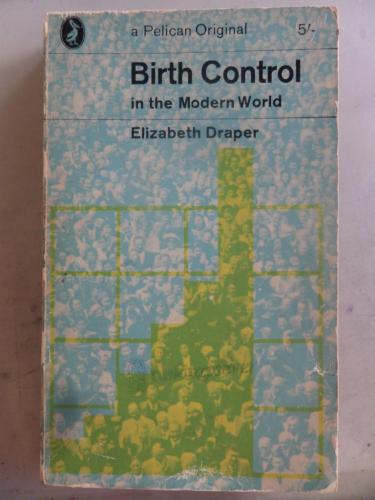 a Pelican Original 5/-
Birth Control
in the Modern World
Elizabeth Draper